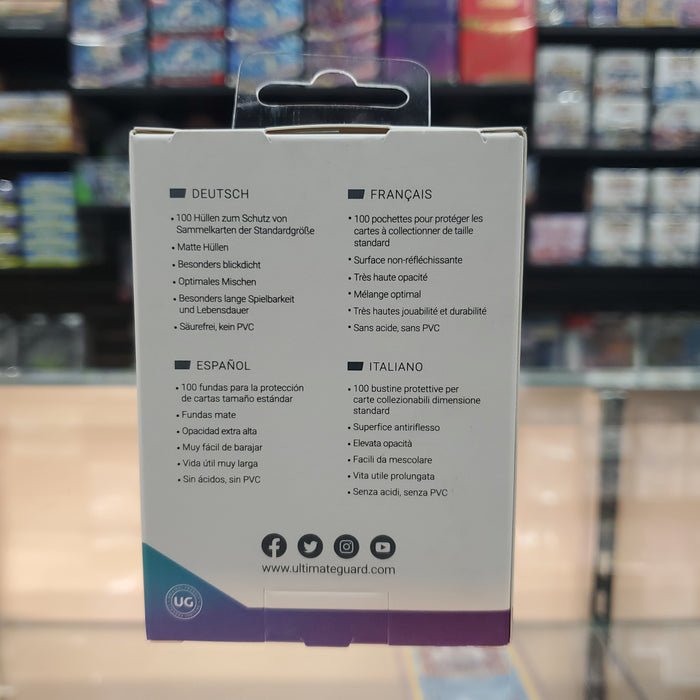 DEUTSCH
• 100 Hüllen zum Schutz von
Sammelkarten der Standardgröße
• Matte Hüllen
• Besonders blickdicht
• Optimales Mischen
• Besonders lange Spielbarkeit
und Lebensdauer
• Säurefrei, kein PVC
FRANÇAIS
• 100 pochettes pour protéger les
cartes à collectionner de taille
standard
• Surface non-réfléchissante
• Très haute opacité
• Mélange optimal
• Très hautes jouabilité et durabilité
• Sans acide, sans PVC
ESPAÑOL
• 100 fundas para la protección
de cartas tamaño estándar
• Fundas mate
• Opacidad extra alta
• Muy fácil de barajar
• Vida útil muy larga
• Sin ácidos, sin PVC
ITALIANO
• 100 bustine protettive per
carte collezionabili dimensione
standard
• Superfice antiriflesso
• Elevata opacità
• Facili da mescolare
• Vita utile prolungata
• Senza acidi, senza PVC
www.ultimateguard.com
UG